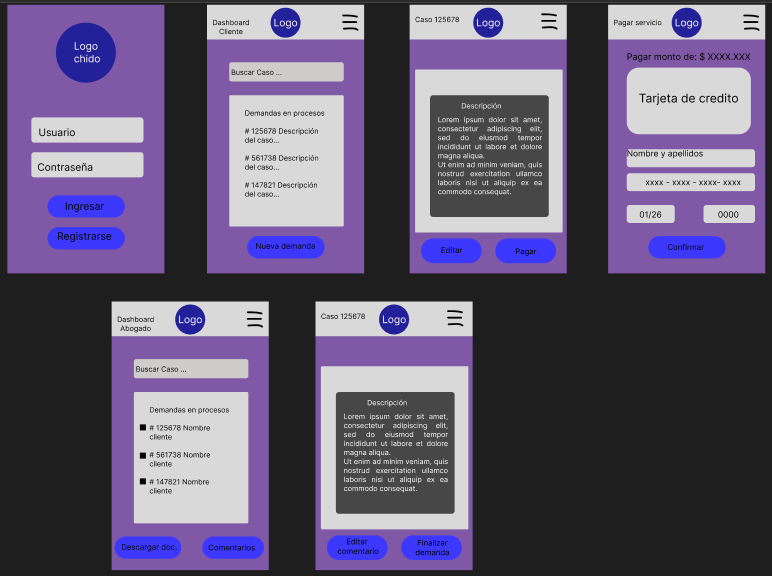 Logo
chido
Usuario
Contraseña
Ingresar
Registrarse
Dashboard
Cliente
Logo
Buscar Caso ...
Demandas en procesos
# 125678 Descripción
del caso...
# 561738 Descripción
del caso...
# 147821 Descripción
del caso...
Nueva demanda
Caso 125678
Logo
Descripción
Lorem ipsum dolor sit amet,
consectetur adipiscing elit,
sed do eiusmod tempor
incididunt ut labore et dolore
magna aliqua.
Ut enim ad minim veniam, quis
nostrud exercitation ullamco
laboris nisi ut aliquip ex ea
commodo consequat.
Editar
Pagar
Pagar servicio
Logo
Pagar monto de: $ XXXX.XXX
Tarjeta de credito
Nombre y apellidos
xxxx - xxxx - xxxx- xxxx
01/26
0000
Confirmar
Dashboard
Abogado
Logo
Buscar Caso ...
Demandas en procesos
# 125678 Nombre
cliente
# 561738 Nombre
cliente
# 147821 Nombre
cliente
Descargar doc.
Comentarios
Caso 125678
Logo
Descripción
Lorem ipsum dolor sit amet,
consectetur adipiscing elit,
sed do eiusmod tempor
incididunt ut labore et dolore
magna aliqua.
Ut enim ad minim veniam, quis
nostrud exercitation ullamco
laboris nisi ut aliquip ex ea
commodo consequat.
Editar
comentario
Finalizar
demanda